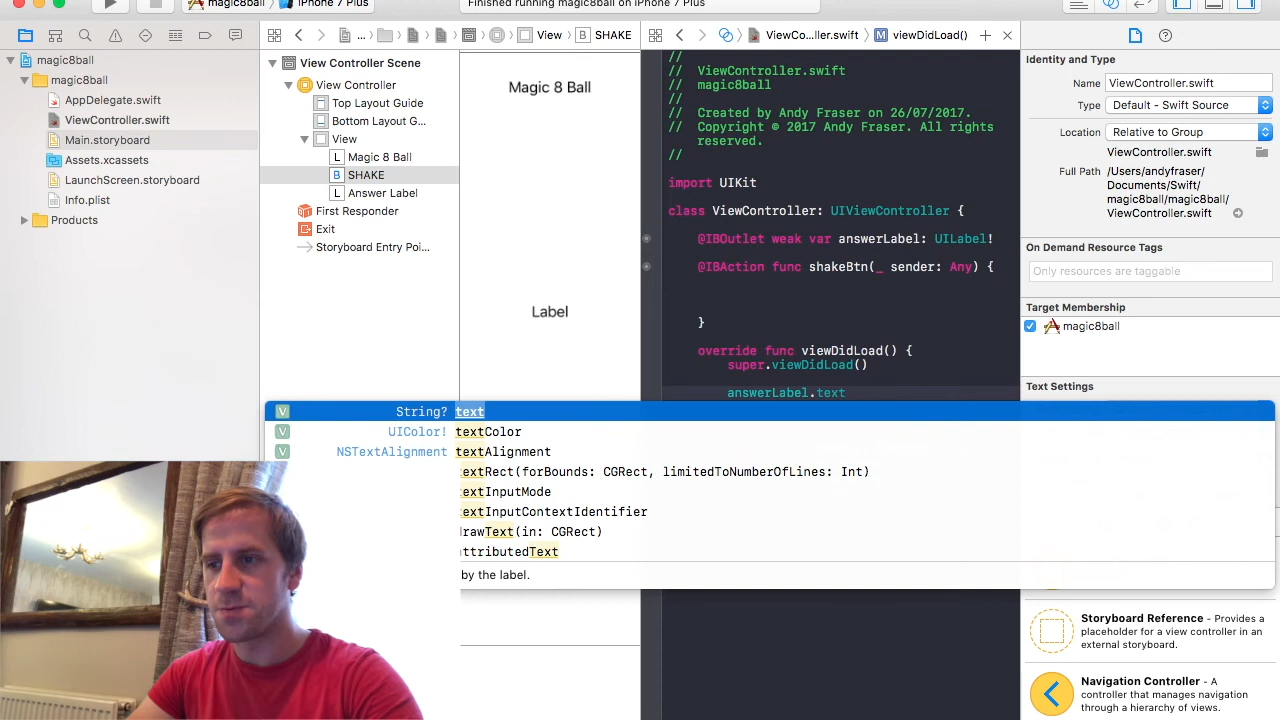 magic8ball
iPhone 7 Plus
Finished running magic8ball on iPhone 7 Plus
...
View
SHAKE
ViewCo...ller.swift
viewDidLoad()
magic8ball
magic8ball
AppDelegate.swift
ViewController.swift
Main.storyboard
Assets.xcassets
LaunchScreen.storyboard
Info.plist
Products
View Controller Scene
View Controller
Top Layout Guide
Bottom Layout G...
View
L Magic 8 Ball
B SHAKE
L Answer Label
First Responder
Exit
Storyboard Entry Poi...
Magic 8 Ball
Label
//
// ViewController.swift
// magic8ball
//
// Created by Andy Fraser on 26/07/2017.
// Copyright © 2017 Andy Fraser. All rights
reserved.
//
import UIKit
class ViewController: UIViewController {
@IBOutlet weak var answerLabel: UILabel!
@IBAction func shakeBtn(_ sender: Any) {
}
override func viewDidLoad() {
super.viewDidLoad()
answerLabel.text
V String? text
V UIColor! textColor
V NSTextAlignment textAlignment
textRect(forBounds: CGRect, limitedToNumberOfLines: Int)
textInputMode
textInputContextIdentifier
rawText(in: CGRect)
ttributedText
by the label.
Identity and Type
Name ViewController.swift
Type Default - Swift Source
Location Relative to Group
ViewController.swift
Full Path /Users/andyfraser/
Documents/Swift/
magic8ball/magic8ball/
ViewController.swift
On Demand Resource Tags
Only resources are taggable
Target Membership
magic8ball
Text Settings
Storyboard Reference - Provides a
placeholder for a view controller in an
external storyboard.
Navigation Controller - A
controller that manages navigation
through a hierarchy of views.